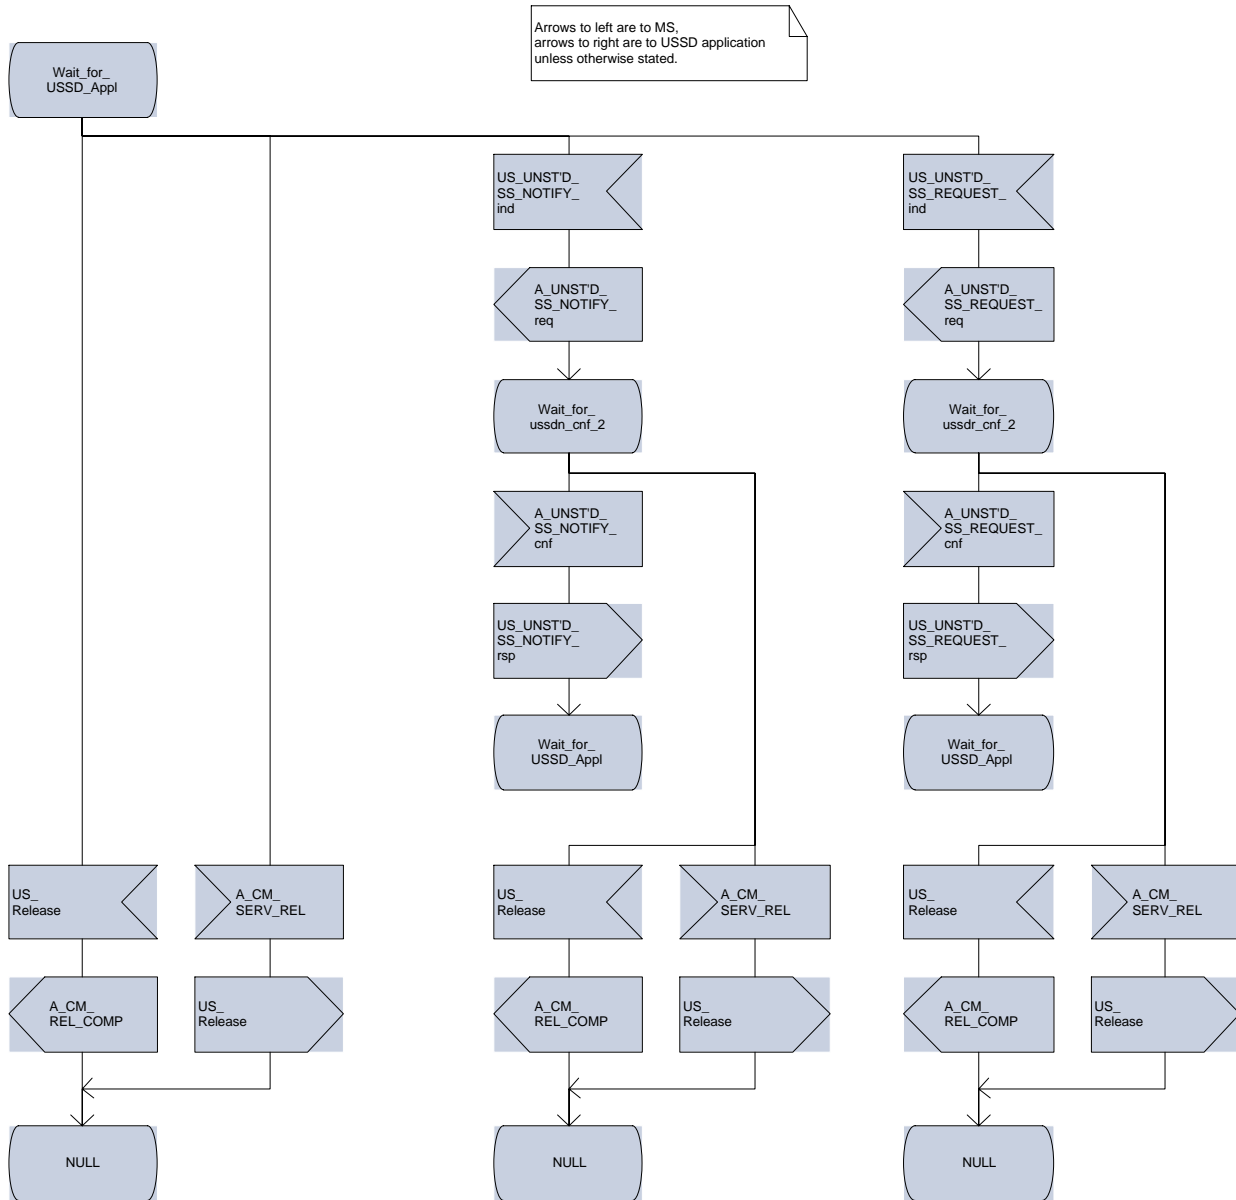 Arrows to left are to MS,
arrows to right are to USSD application
unless otherwise stated.
Wait_for_
USSD_Appl
US_UNST'D_
SS_NOTIFY_
ind
US_UNST'D_
SS_REQUEST_
ind
A_UNST'D_
SS_NOTIFY_
req
A_UNST'D_
SS_REQUEST_
req
Wait_for_
ussdn_cnf_2
Wait_for_
ussdr_cnf_2
A_UNST'D_
SS_NOTIFY_
cnf
A_UNST'D_
SS_REQUEST_
cnf
US_UNST'D_
SS_NOTIFY_
rsp
US_UNST'D_
SS_REQUEST_
rsp
Wait_for_
USSD_Appl
Wait_for_
USSD_Appl
US_
Release
A_CM_
SERV_REL
US_
Release
A_CM_
SERV_REL
US_
Release
A_CM_
SERV_REL
A_CM_
REL_COMP
US_
Release
A_CM_
REL_COMP
US_
Release
A_CM_
REL_COMP
US_
Release
NULL
NULL
NULL